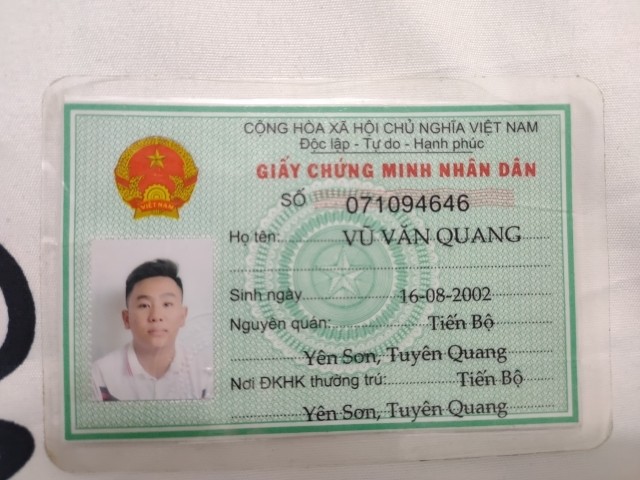 CỘNG HÒA XÃ HỘI CHỦ NGHĨA VIỆT NAM
Độc lập - Tự do - Hạnh phúc
GIẤY CHỨNG MINH NHÂN DÂN
SỐ 071094646
Họ tên: VŨ VĂN QUANG
Sinh ngày 16-08-2002
Nguyên quán: Tiến Bộ
Yên Sơn, Tuyên Quang
Nơi ĐKHK thường trú: Tiến Bộ
Yên Sơn, Tuyên Quang
VIỆT NAM